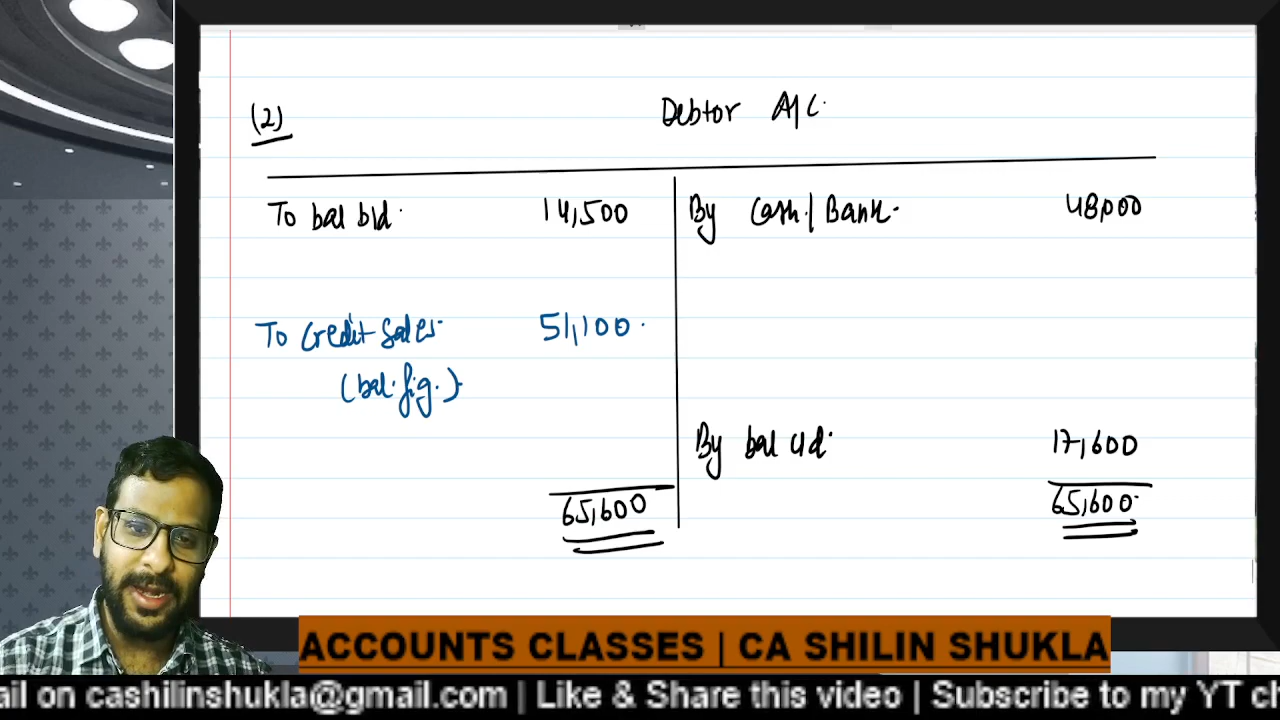 (2)
Debtor A/C.
To bal b/d. 14,500 By Cash/Bank. 48,000
To Credit Sales. 51,100.
(bal. fig.)
By bal c/d. 17,600
65,600 65,600
ACCOUNTS CLASSES | CA SHILIN SHUKLA
ail on cashilinshukla@gmail.com | Like & Share this video | Subscribe to my YT ch